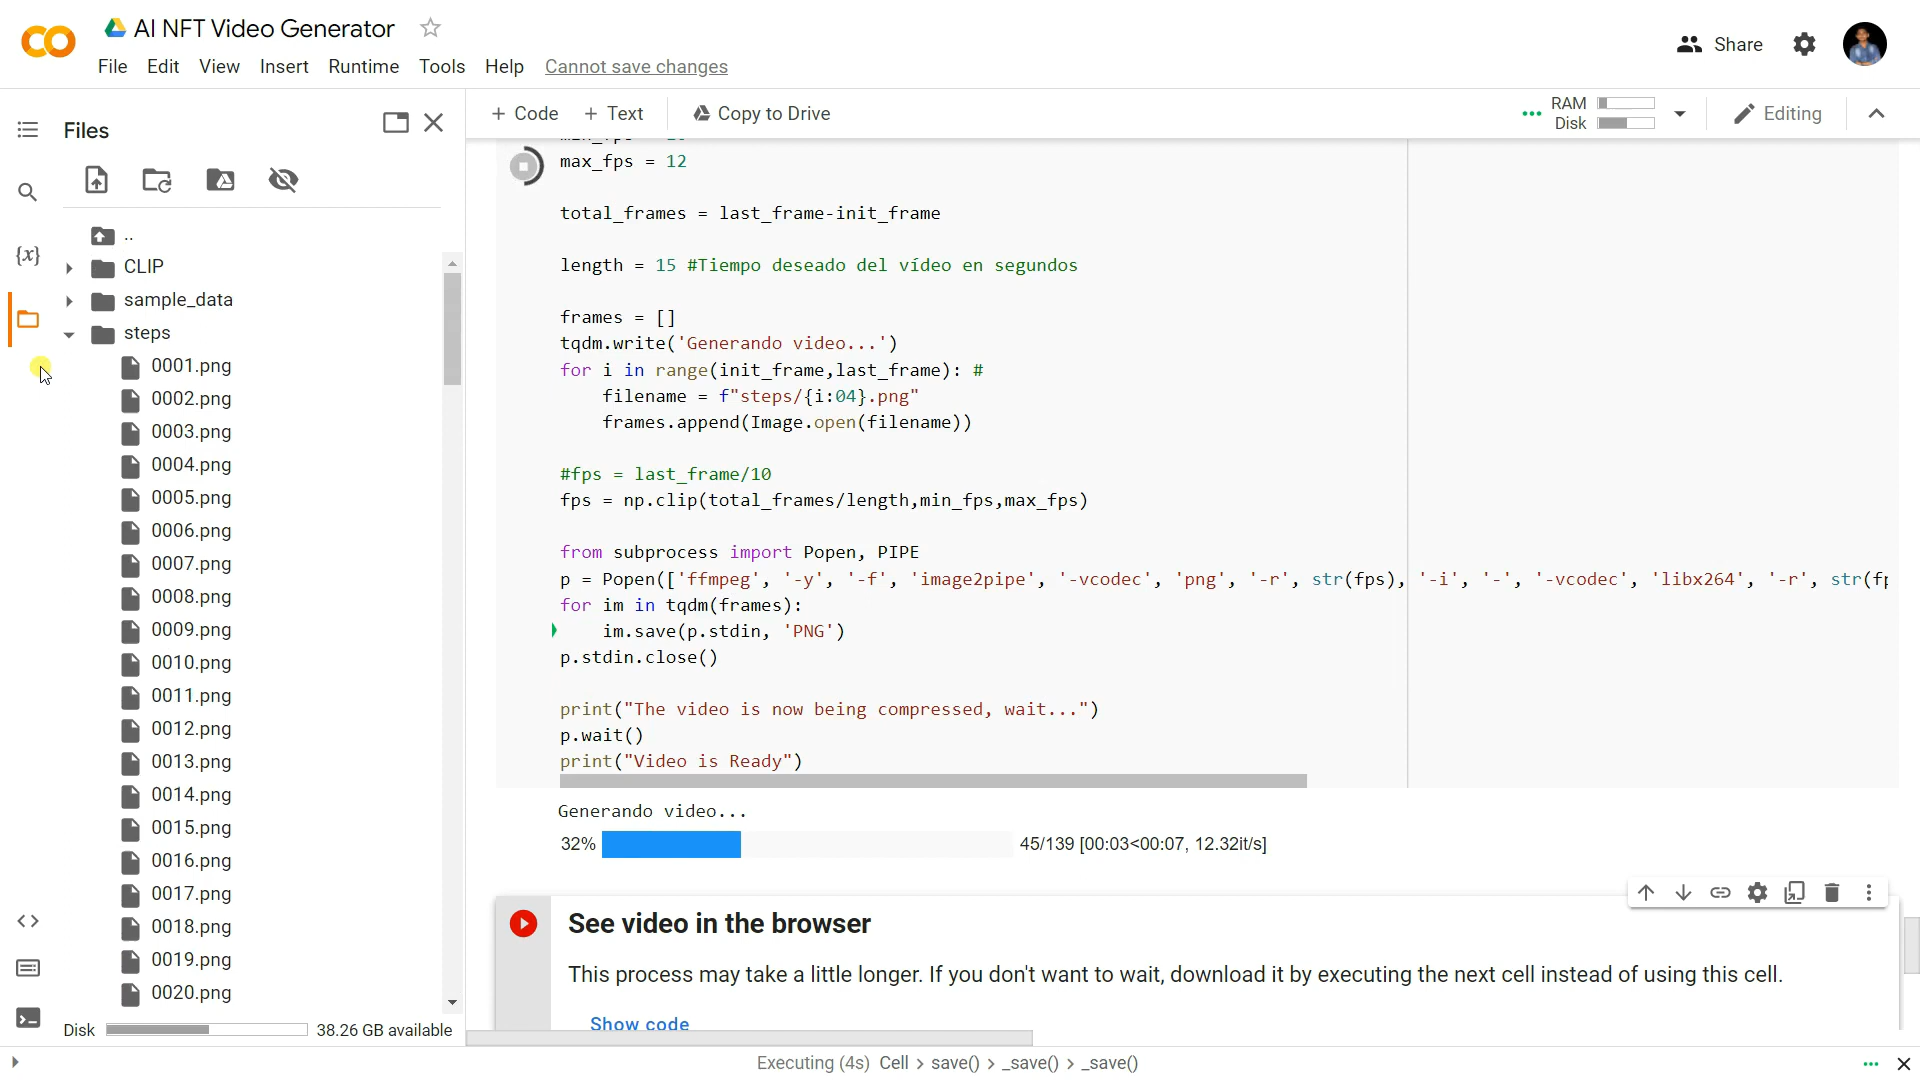 AI NFT Video Generator
File Edit View Insert Runtime Tools Help Cannot save changes
Share
Files
+ Code + Text Copy to Drive
RAM
Disk
Editing
{x}
..
CLIP
sample_data
steps
0001.png
0002.png
0003.png
0004.png
0005.png
0006.png
0007.png
0008.png
0009.png
0010.png
0011.png
0012.png
0013.png
0014.png
0015.png
0016.png
0017.png
0018.png
0019.png
0020.png
Disk 38.26 GB available
max_fps = 12
total_frames = last_frame-init_frame
length = 15 #Tiempo deseado del vídeo en segundos
frames = []
tqdm.write('Generando video...')
for i in range(init_frame,last_frame): #
filename = f"steps/{i:04}.png"
frames.append(Image.open(filename))
#fps = last_frame/10
fps = np.clip(total_frames/length,min_fps,max_fps)
from subprocess import Popen, PIPE
p = Popen(['ffmpeg', '-y', '-f', 'image2pipe', '-vcodec', 'png', '-r', str(fps), '-i', '-', '-vcodec', 'libx264', '-r', str(fp
for im in tqdm(frames):
im.save(p.stdin, 'PNG')
p.stdin.close()
print("The video is now being compressed, wait...")
p.wait()
print("Video is Ready")
Generando video...
32% 45/139 [00:03<00:07, 12.32it/s]
See video in the browser
This process may take a little longer. If you don't want to wait, download it by executing the next cell instead of using this cell.
Show code
Executing (4s) Cell > save() > _save() > _save()